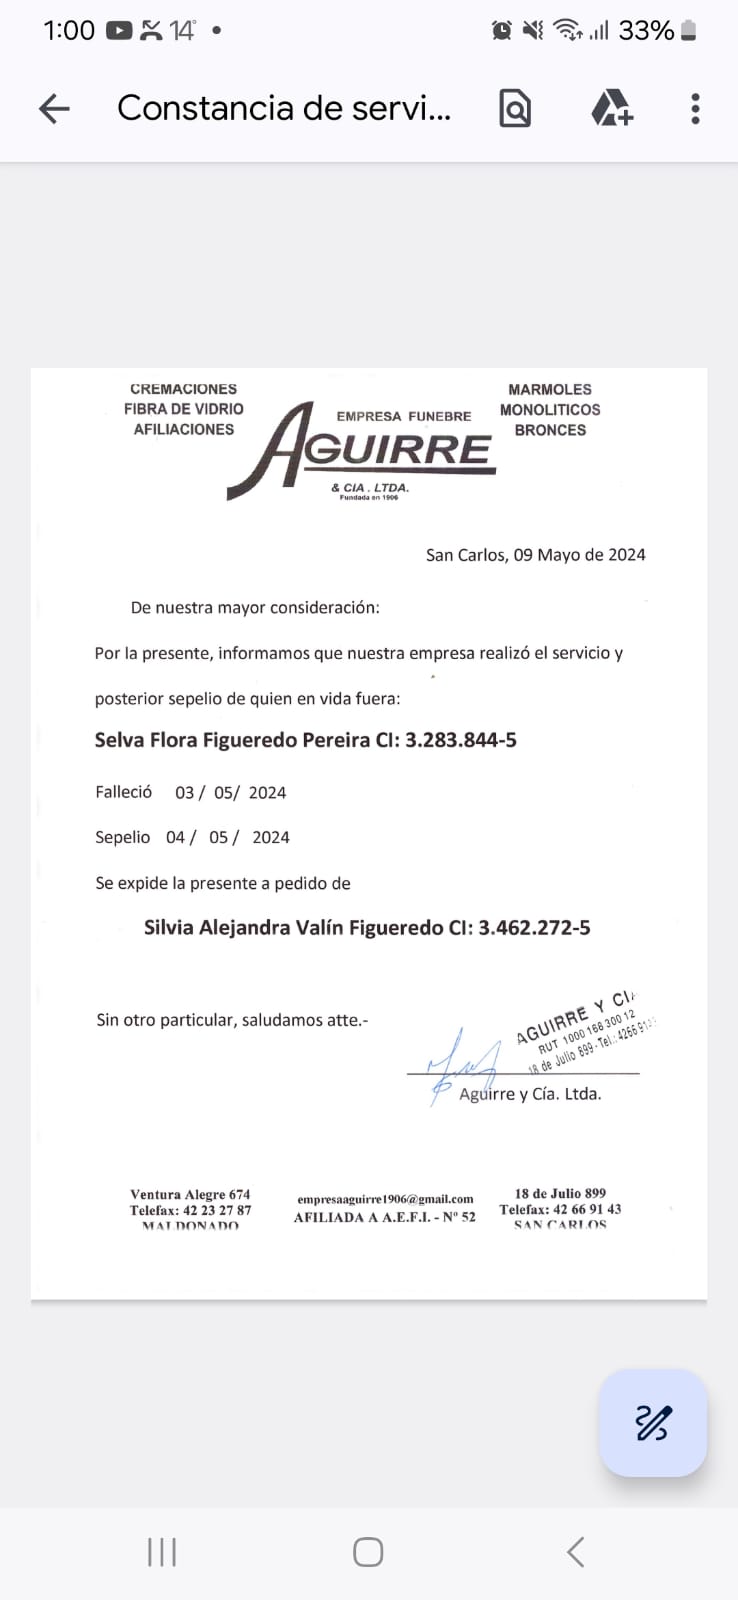 1:00 14°
33%
Constancia de servi...
CREMACIONES
FIBRA DE VIDRIO
AFILIACIONES
EMPRESA FUNEBRE
AGUIRRE
& CIA . LTDA.
Fundada en 1906
MARMOLES
MONOLITICOS
BRONCES
San Carlos, 09 Mayo de 2024
De nuestra mayor consideración:
Por la presente, informamos que nuestra empresa realizó el servicio y
posterior sepelio de quien en vida fuera:
Selva Flora Figueredo Pereira CI: 3.283.844-5
Falleció 03 / 05/ 2024
Sepelio 04 / 05 / 2024
Se expide la presente a pedido de
Silvia Alejandra Valín Figueredo CI: 3.462.272-5
Sin otro particular, saludamos atte.-
AGUIRRE Y
RUT 1000 168 300 12
18 de Julio 899 - Tel.:
Aguirre y Cía. Ltda.
Ventura Alegre 674
Telefax: 42 23 27 87
MALDONADO
empresaaguirre1906@gmail.com
AFILIADA A A.E.F.I. - Nº 52
18 de Julio 899
Telefax: 42 66 91 43
SAN CARLOS